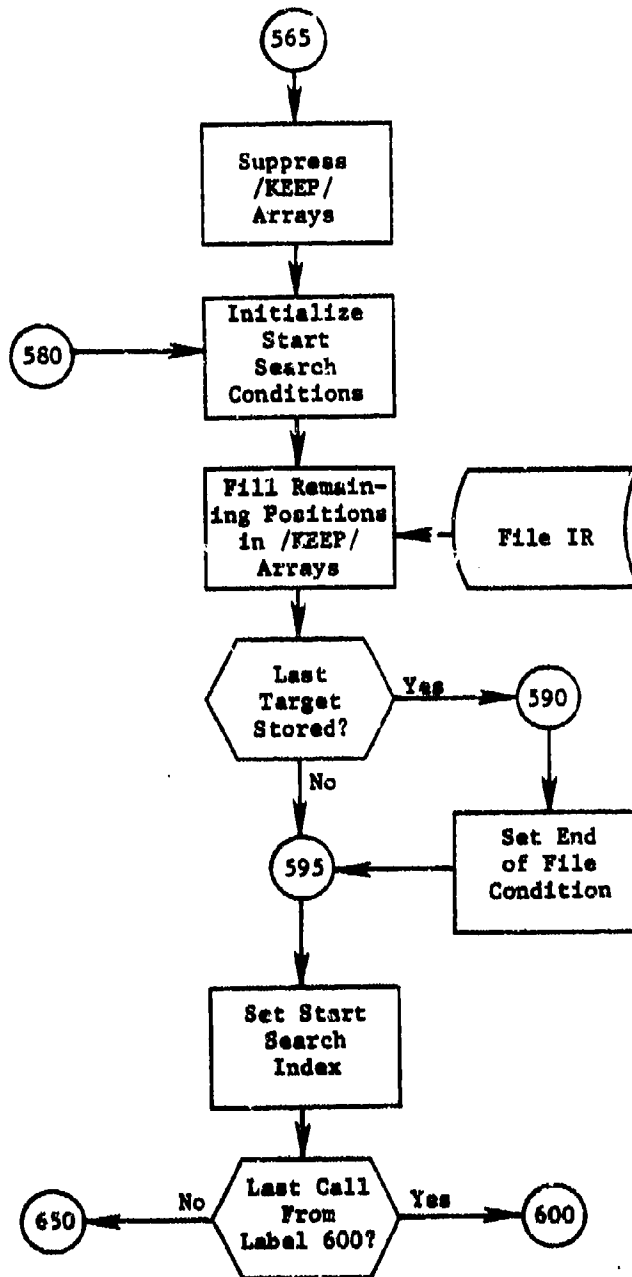 565
Suppress
/KEEP/
Arrays
Initialize
Start
Search
Conditions
580
Fill Remain-
ing Positions
in /KEEP/
Arrays
File IR
Last
Target
Stored?
Yes
590
No
Set End
of File
Condition
595
Set Start
Search
Index
Last Call
From
Label 600?
No
650
Yes
600